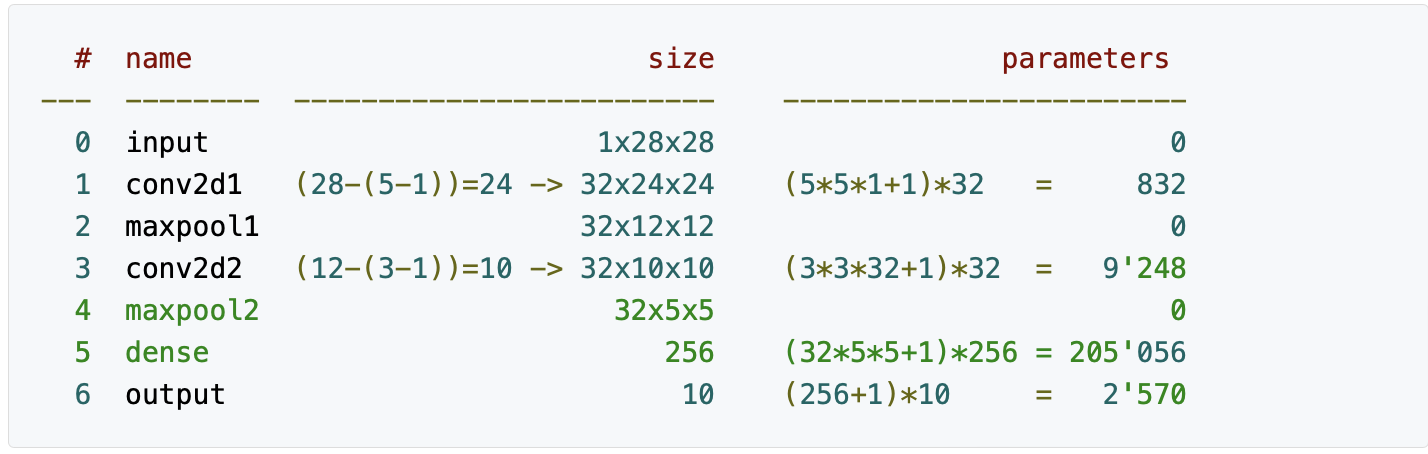 #  name                           size                 parameters
---  --------  -------------------------    ------------------------
  0  input                       1x28x28                           0
  1  conv2d1   (28-(5-1))=24 -> 32x24x24    (5*5*1+1)*32   =     832
  2  maxpool1                   32x12x12                           0
  3  conv2d2   (12-(3-1))=10 -> 32x10x10    (3*3*32+1)*32  =   9'248
  4  maxpool2                     32x5x5                           0
  5  dense                           256    (32*5*5+1)*256 = 205'056
  6  output                           10    (256+1)*10     =   2'570